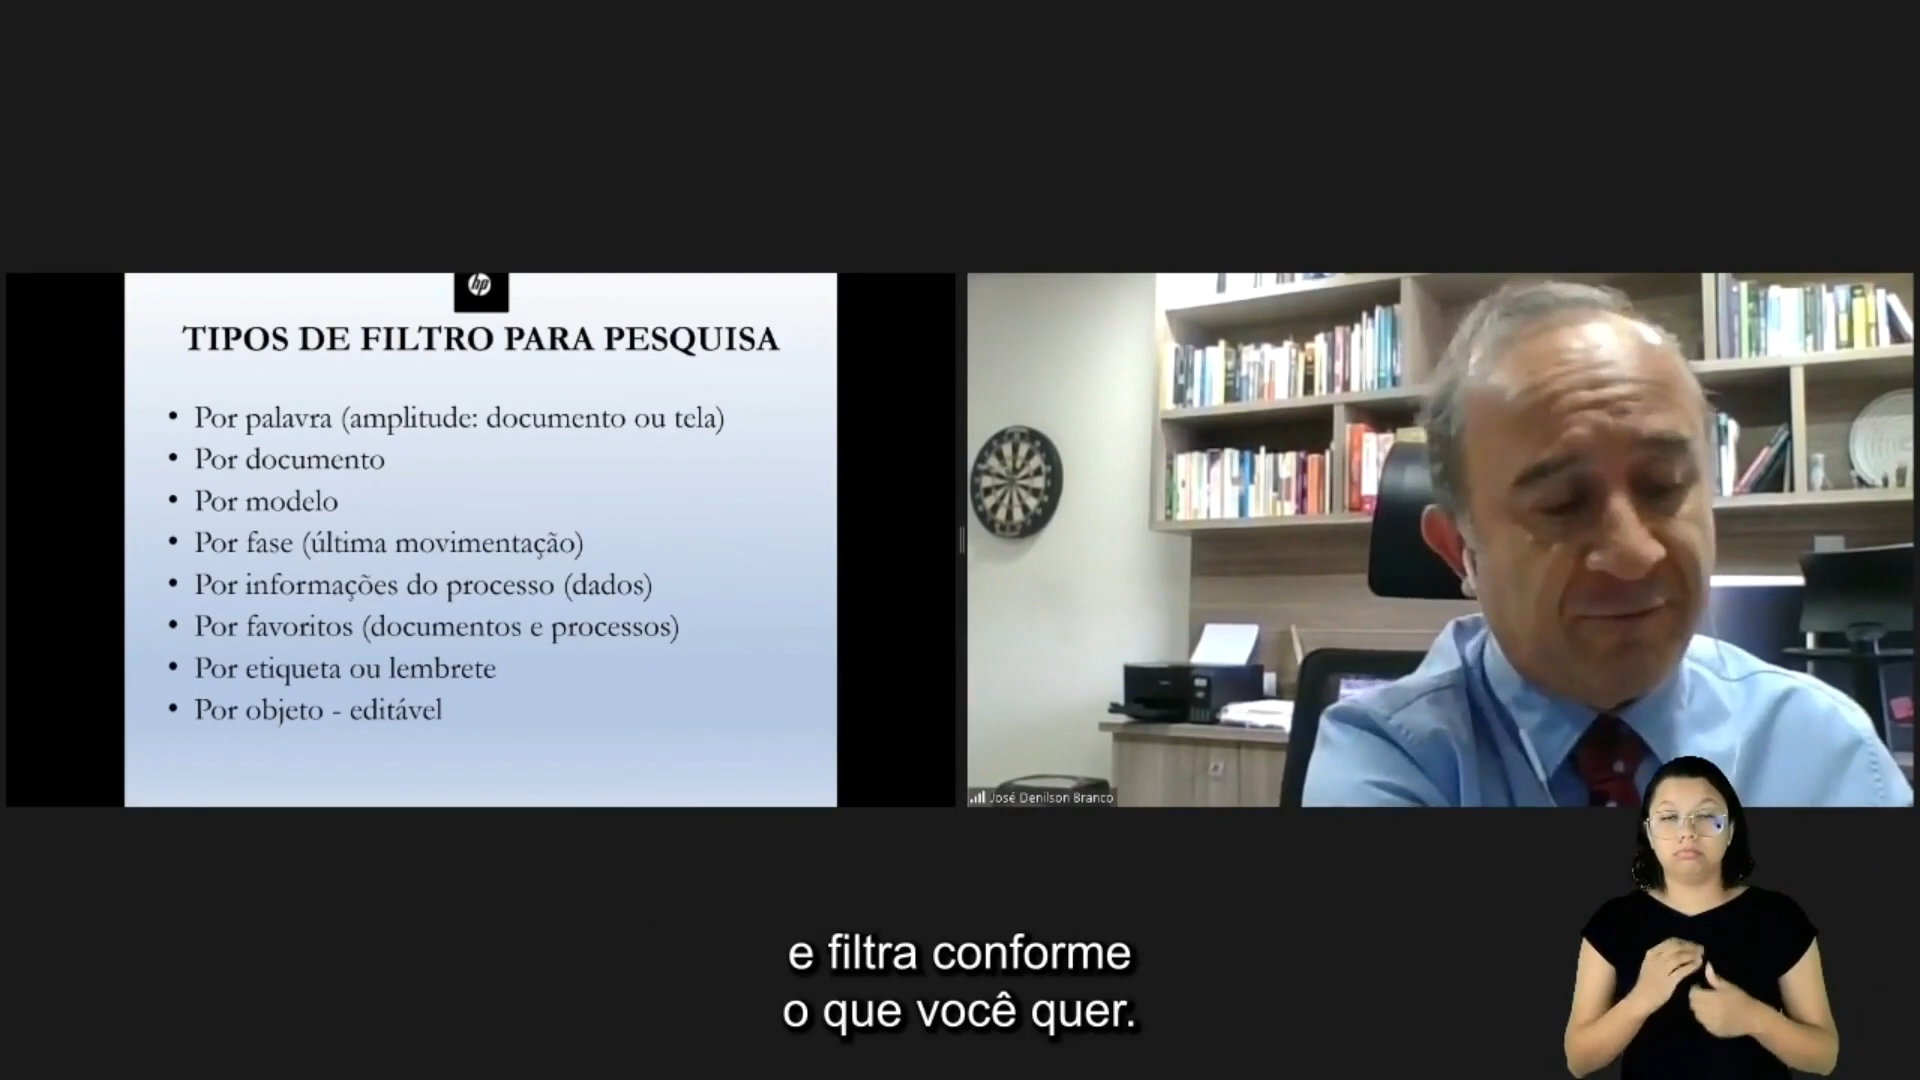 hp
TIPOS DE FILTRO PARA PESQUISA
• Por palavra (amplitude: documento ou tela)
• Por documento
• Por modelo
• Por fase (última movimentação)
• Por informações do processo (dados)
• Por favoritos (documentos e processos)
• Por etiqueta ou lembrete
• Por objeto - editável
José Denilson Branco
e filtra conforme
o que você quer.